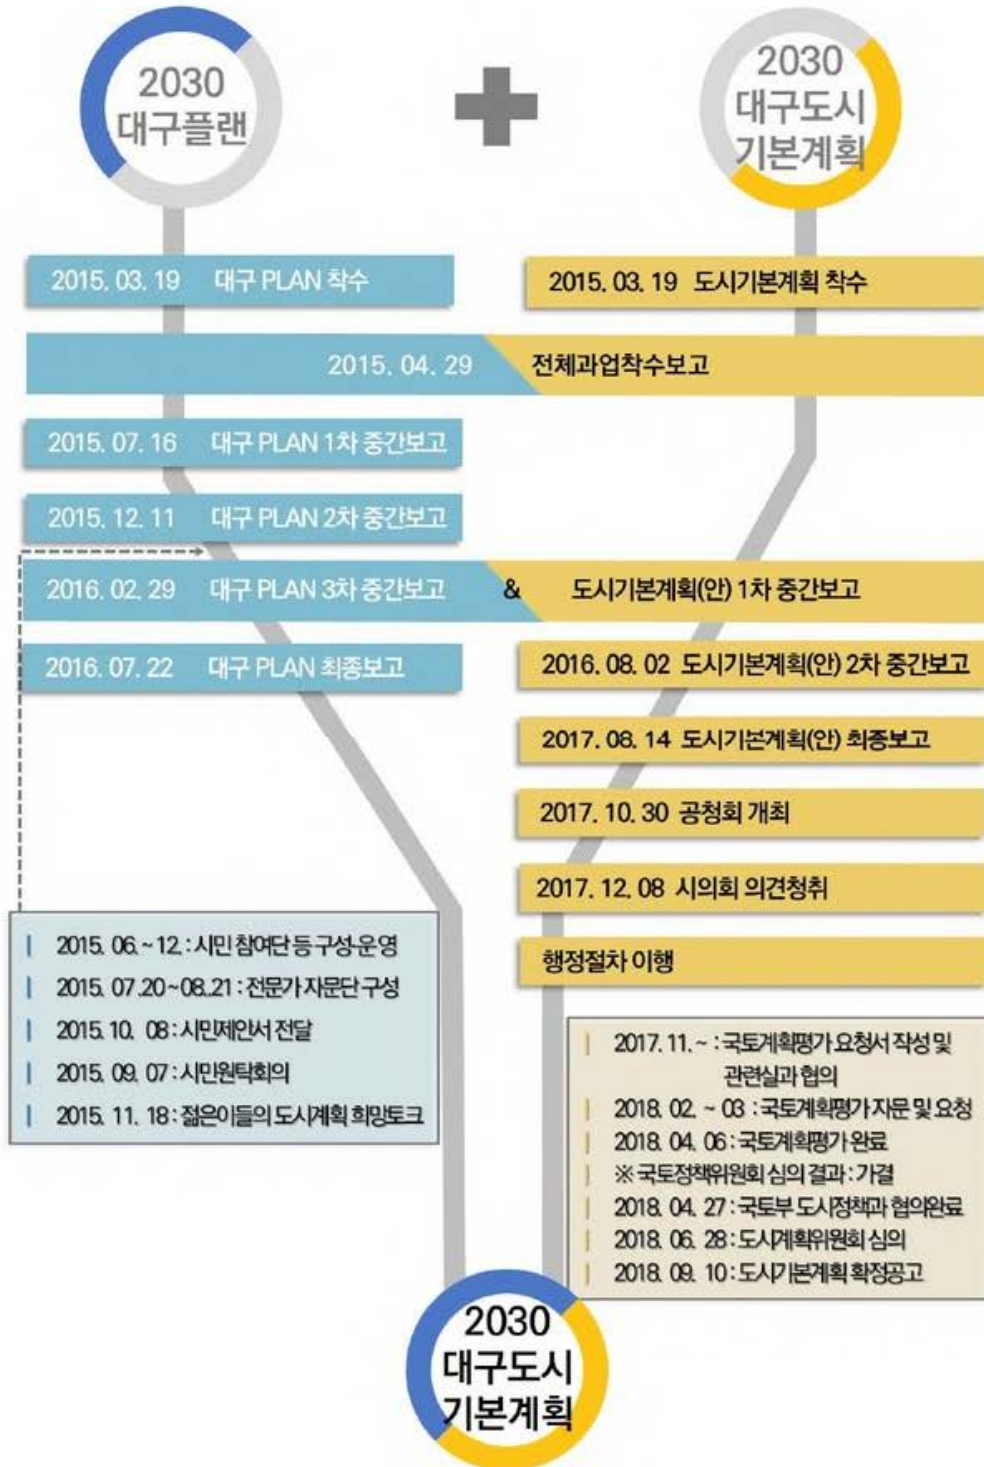 2030
대구플랜
2030
대구도시
기본계획
2015. 03. 19 대구 PLAN 착수
2015. 03. 19 도시기본계획 착수
2015. 04. 29 전체과업착수보고
2015. 07. 16 대구 PLAN 1차 중간보고
2015. 12. 11 대구 PLAN 2차 중간보고
2016. 02. 29 대구 PLAN 3차 중간보고 & 도시기본계획(안) 1차 중간보고
2016. 07. 22 대구 PLAN 최종보고
2016. 08. 02 도시기본계획(안) 2차 중간보고
2017. 08. 14 도시기본계획(안) 최종보고
2017. 10. 30 공청회 개최
2017. 12. 08 시의회 의견청취
행정절차 이행
2015. 06. ~ 12. : 시민 참여단 등 구성·운영
2015. 07.20 ~08..21 : 전문가 자문단 구성
2015. 10. 08 : 시민제안서 전달
2015. 09. 07 : 시민원탁회의
2015. 11. 18 : 젊은이들의 도시계획 희망토크
2017. 11. ~ : 국토계획평가 요청서 작성 및
관련실과 협의
2018. 02. ~ 03 : 국토계획평가 자문 및 요청
2018. 04. 06 : 국토계획평가 완료
※ 국토정책위원회 심의 결과 : 가결
2018. 04. 27 : 국토부 도시정책과 협의완료
2018. 06. 28 : 도시계획위원회 심의
2018. 09. 10 : 도시기본계획 확정공고
2030
대구도시
기본계획